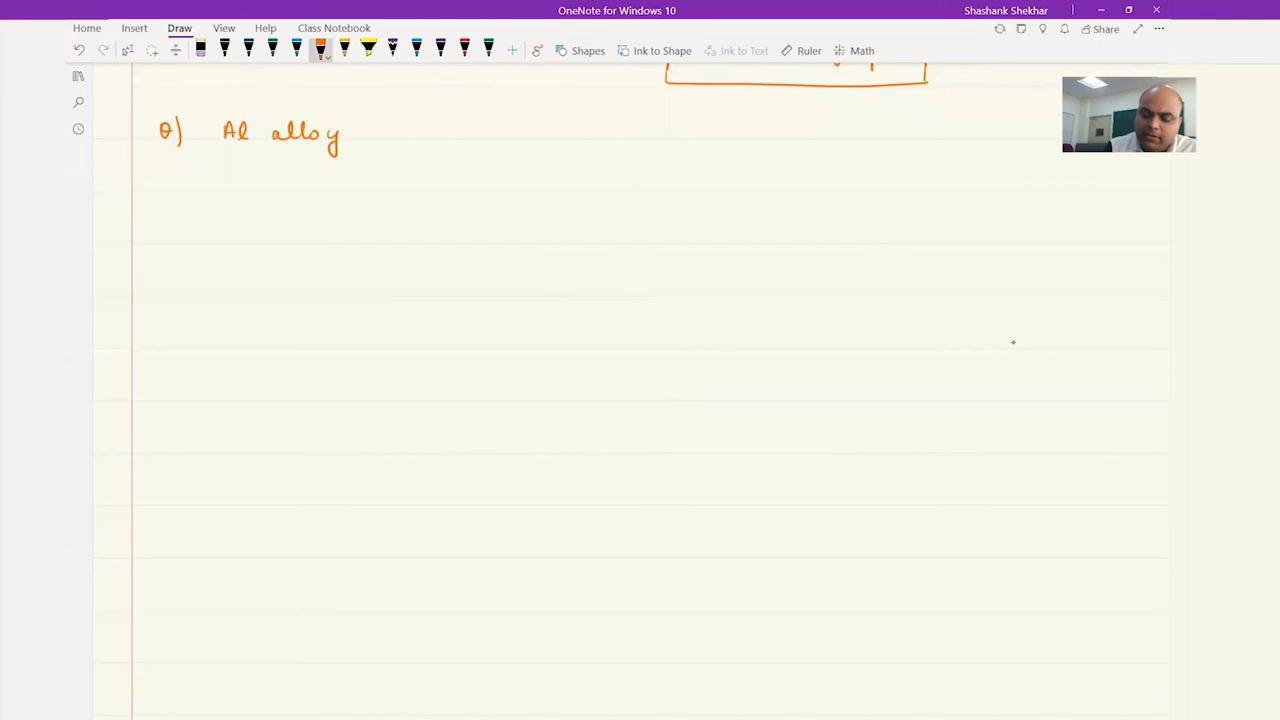 OneNote for Windows 10
Shashank Shekhar
Home Insert Draw View Help Class Notebook
Share
Shapes Ink to Shape Ink to Text Ruler Math
Q) Al alloy